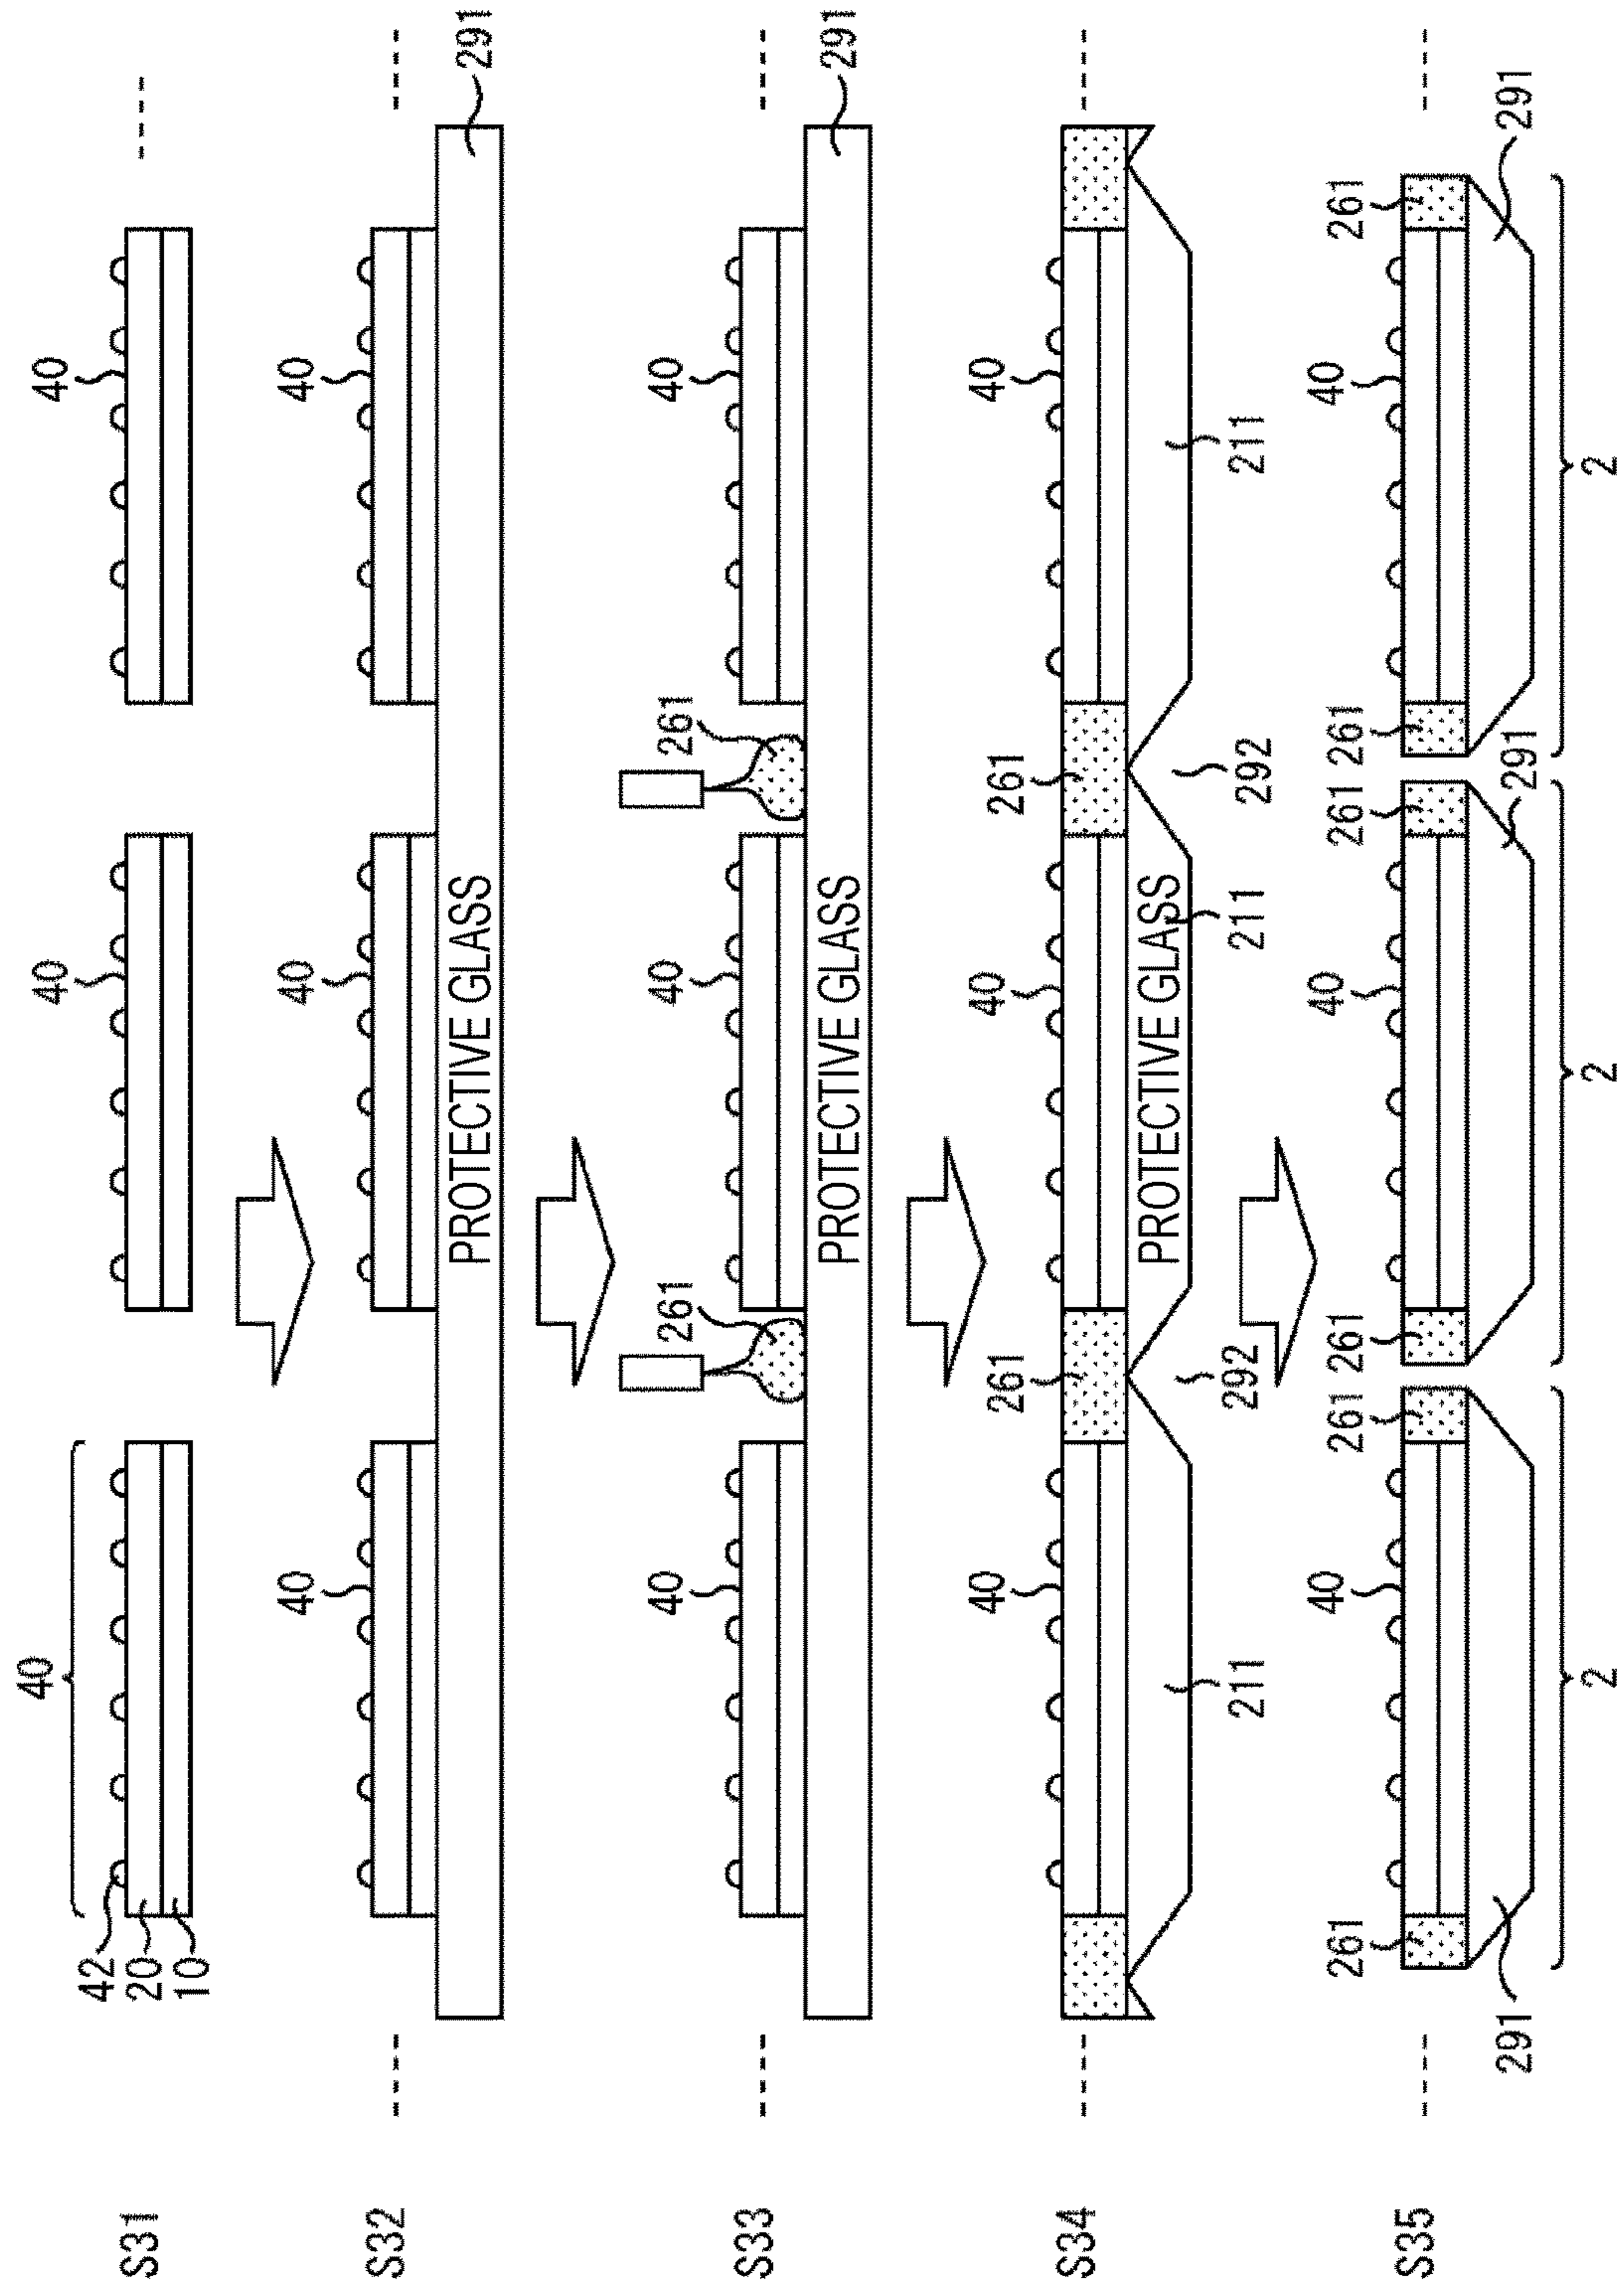 40 40 40
42
S31 20
10
40 40 40
S32
PROTECTIVE GLASS 291
40 261 40 261 40
S33
PROTECTIVE GLASS 291
40 261 40 261 40
S34
PROTECTIVE GLASS
211 292 211 292 211
261 40 261 261 40 261 261 40 261
S35
291 291 291
2 2 2